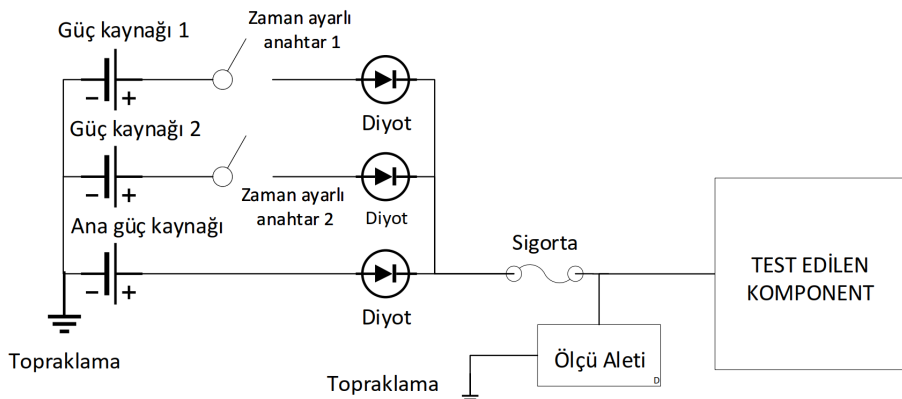 Güç kaynağı 1
Zaman ayarlı
anahtar 1
− +
Diyot
Güç kaynağı 2
− +
Zaman ayarlı
anahtar 2
Diyot
Ana güç kaynağı
− +
Diyot
Sigorta
TEST EDİLEN
KOMPONENT
Topraklama
Ölçü Aleti
D
Topraklama